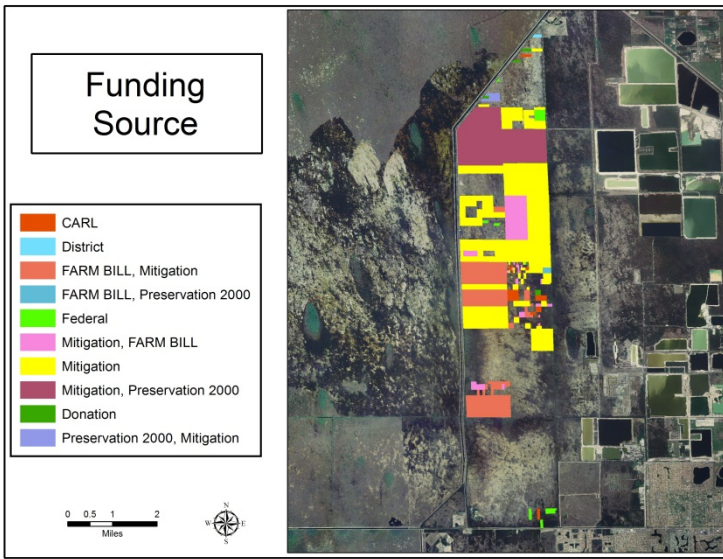 Funding
Source
CARL
District
FARM BILL, Mitigation
FARM BILL, Preservation 2000
Federal
Mitigation, FARM BILL
Mitigation
Mitigation, Preservation 2000
Donation
Preservation 2000, Mitigation
0 0.5 1 2
Miles
N
W E
S